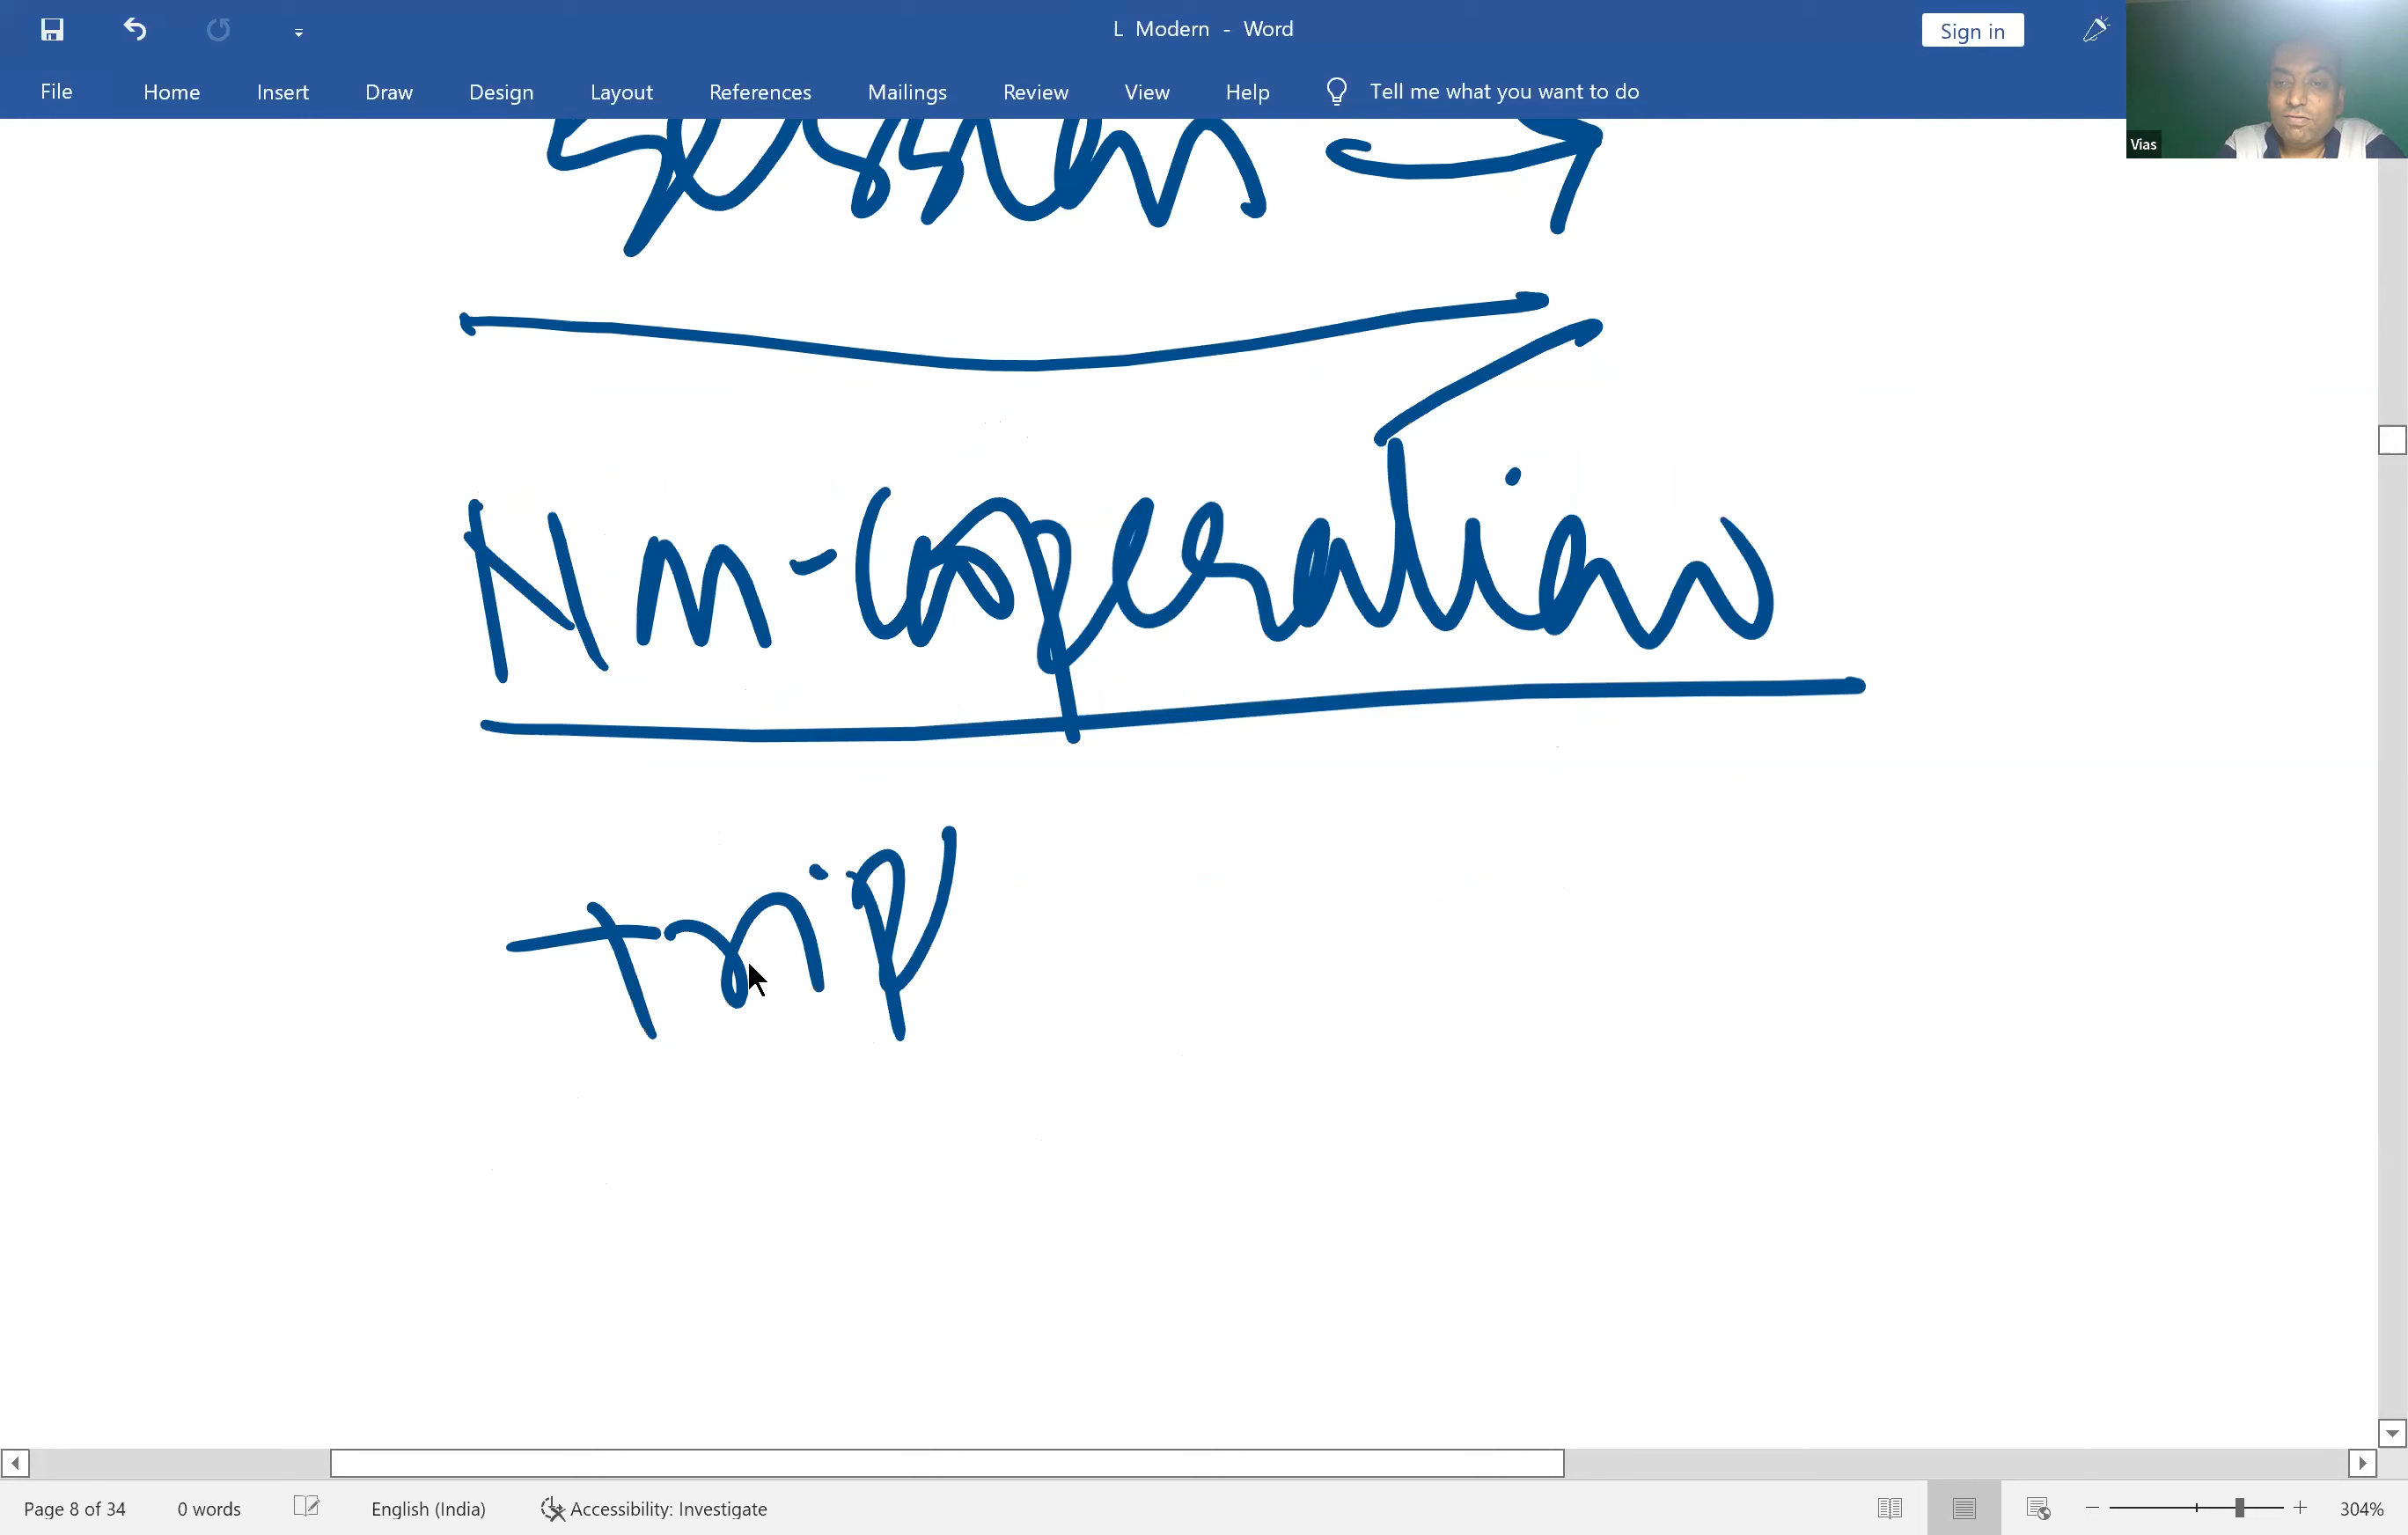 L Modern - Word
Sign in
File Home Insert Draw Design Layout References Mailings Review View Help Tell me what you want to do
Vias
Session
Non-Cooperation
Page 8 of 34 0 words English (India) Accessibility: Investigate 304%